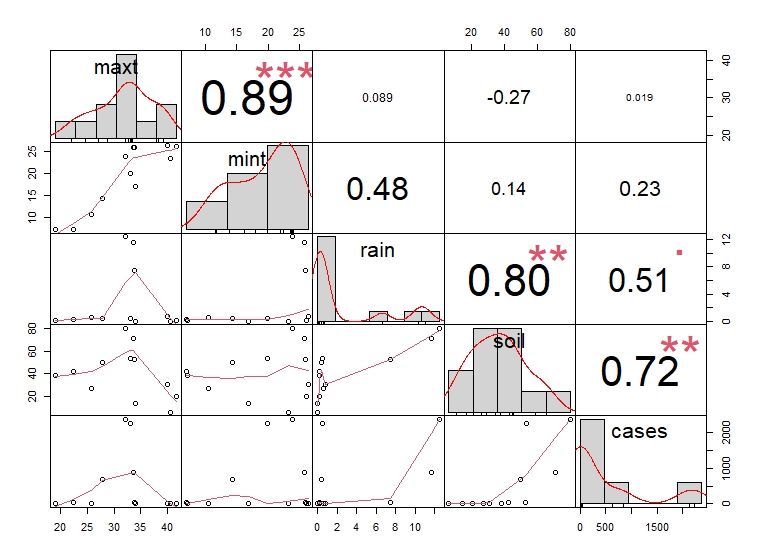 10 15 20 25 20 40 60 80
maxt 0.89 *** 0.089 -0.27 0.019 20 30 40
10 15 20 25 mint 0.48 0.14 0.23
rain 0.80 ** 0.51 . 0 4 8 12
20 40 60 80 soil 0.72 **
cases 0 1000 2000
20 25 30 35 40 0 2 4 6 8 10 0 500 1500